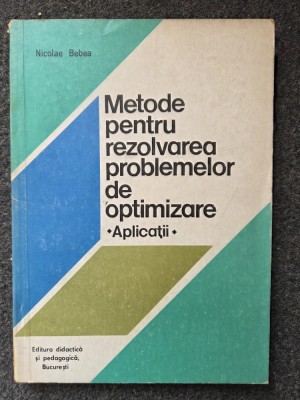 Nicolae Bebea
Metode
pentru
rezolvarea
problemelor
de
optimizare
•Aplicații•
Editura didactică
și pedagogică,
București